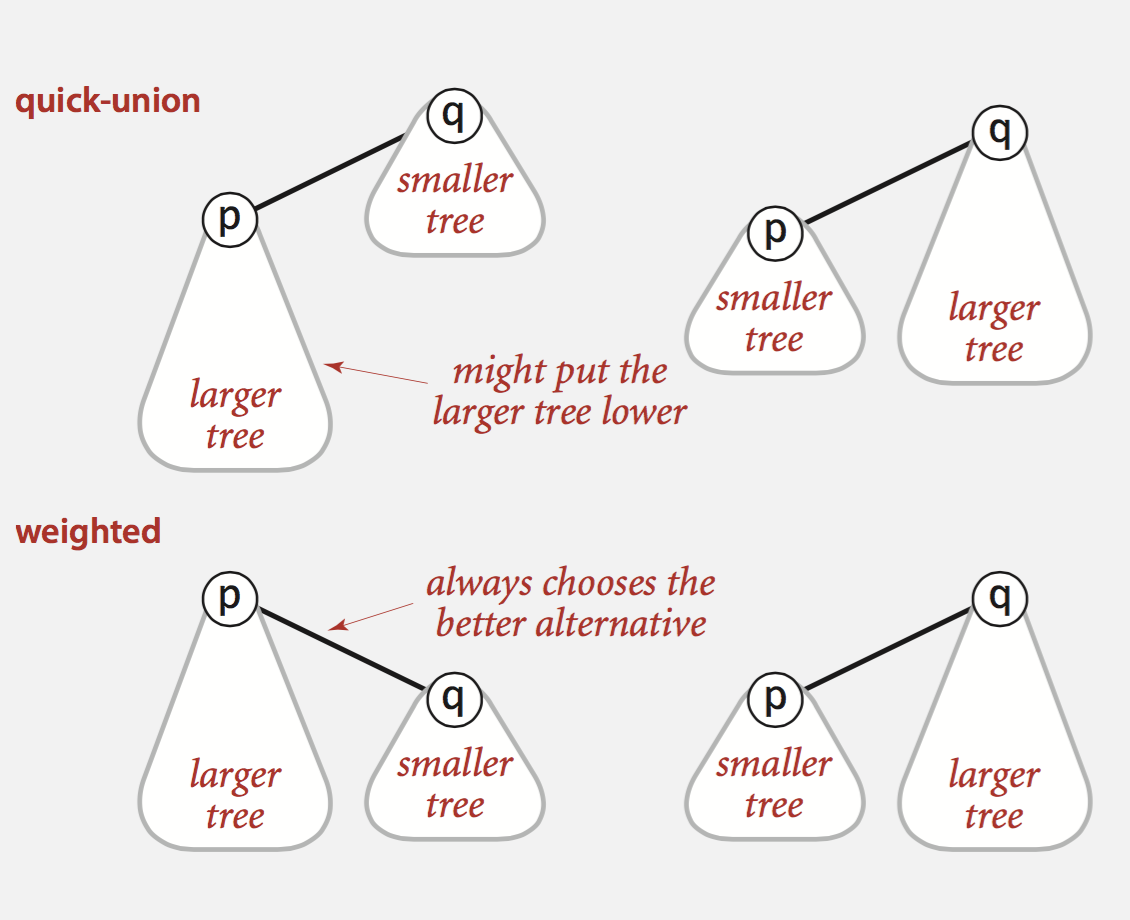 quick-union
q
smaller
tree
p
larger
tree
might put the
larger tree lower
q
p
smaller
tree
larger
tree
weighted
p
always chooses the
better alternative
q
larger
tree
smaller
tree
q
p
smaller
tree
larger
tree